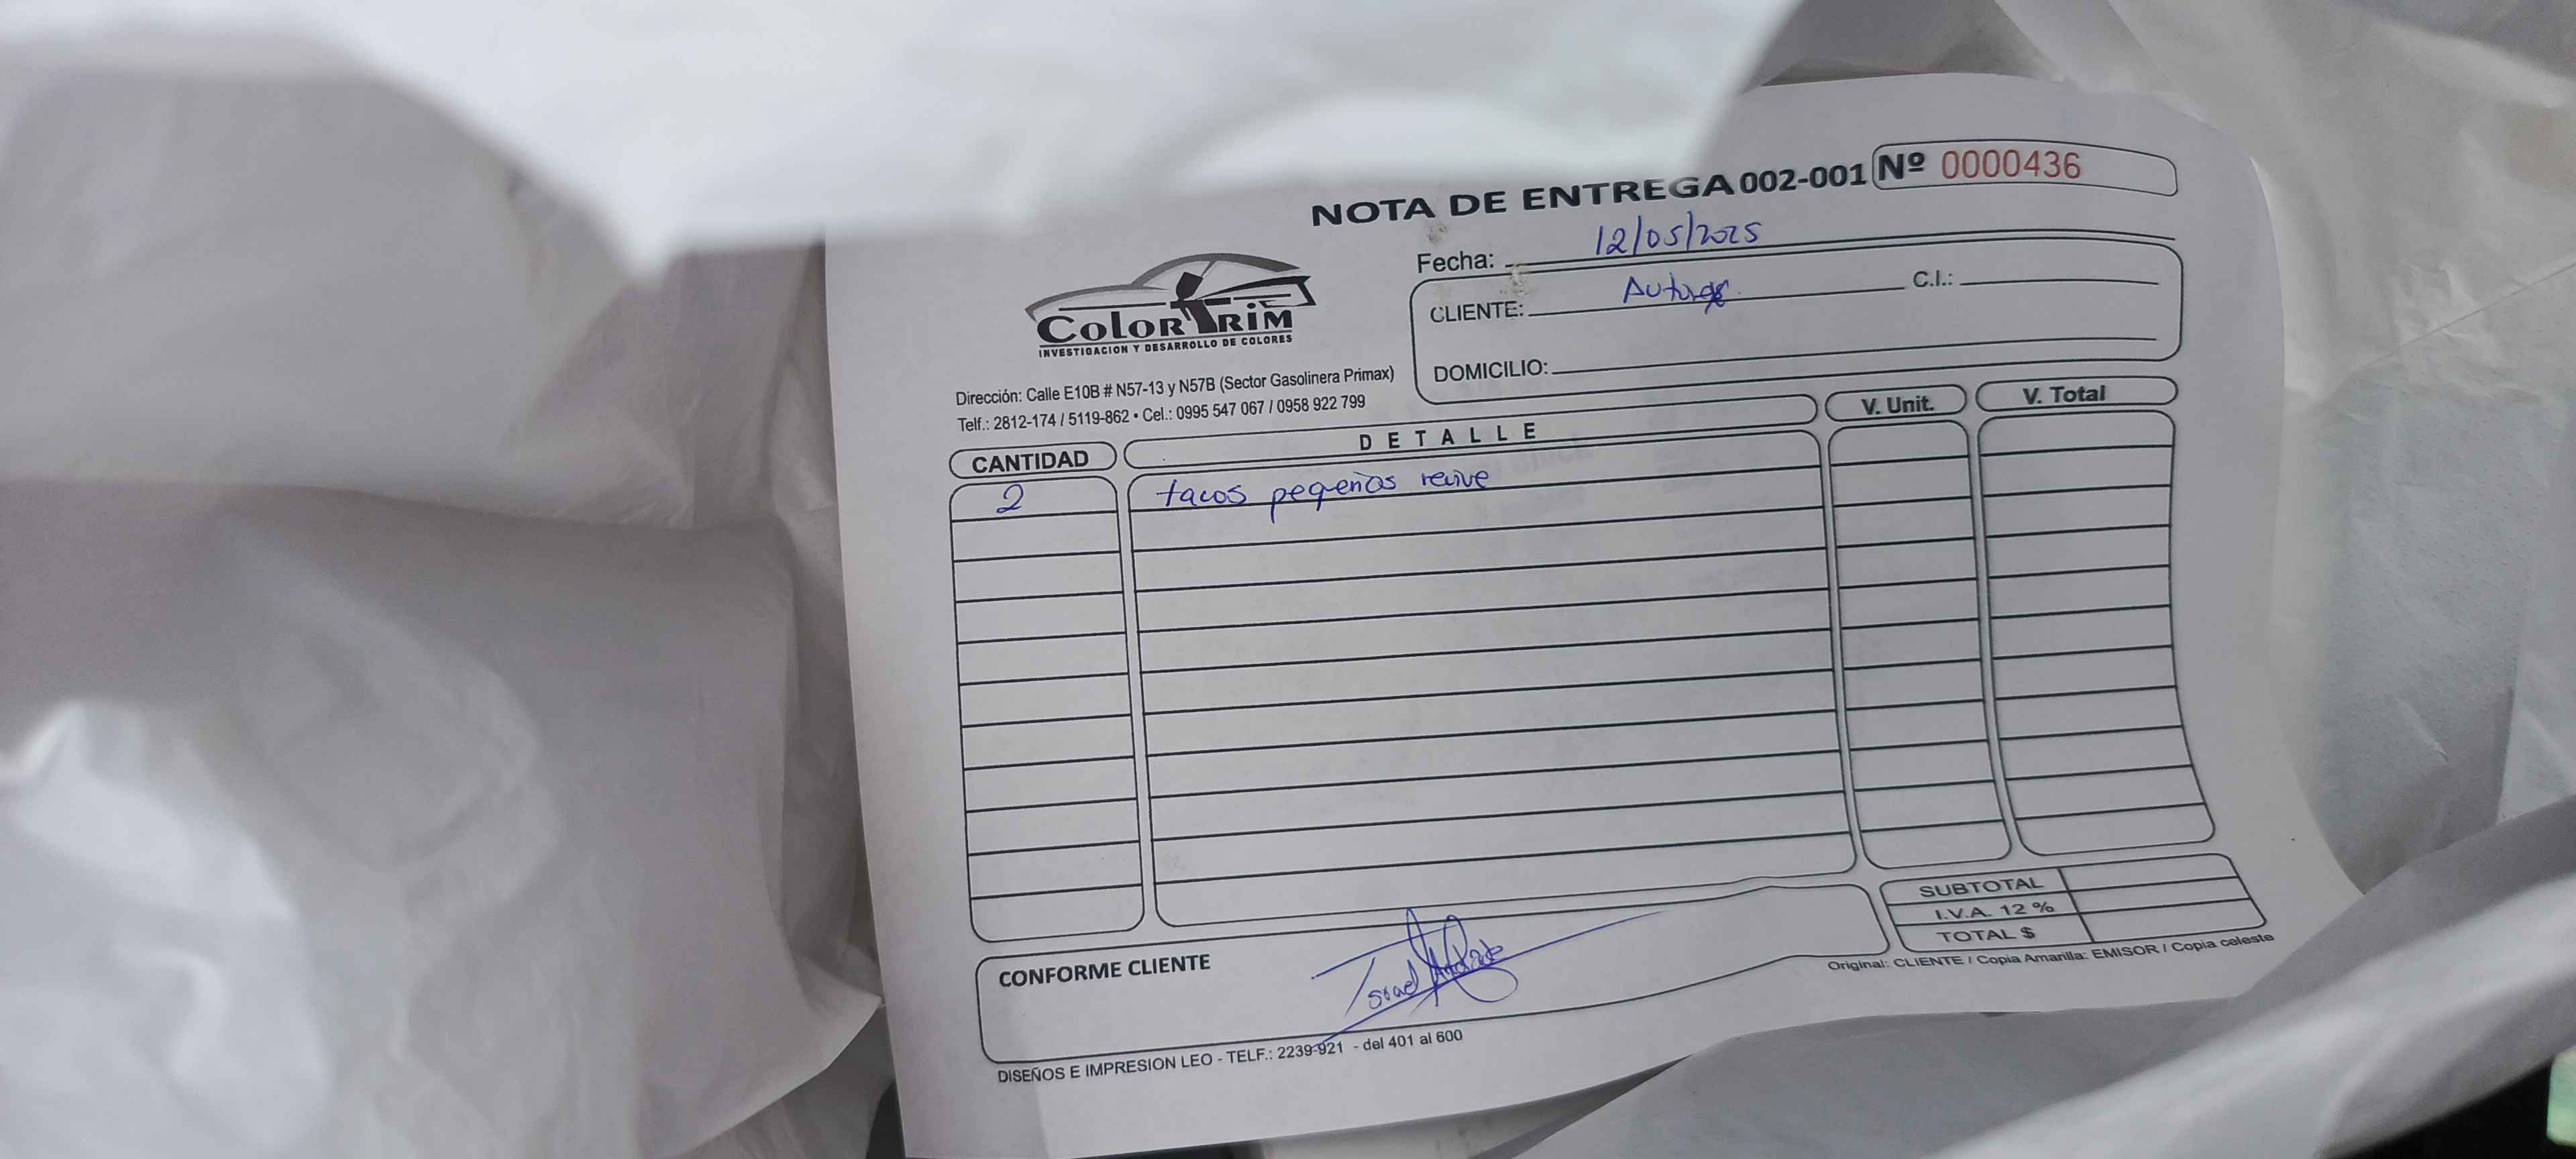 NOTA DE ENTREGA 002-001 Nº 0000436
Fecha: 12/05/2025
COLORTRIM
INVESTIGACION Y DESARROLLO DE COLORES
CLIENTE: C.I.:
DOMICILIO:
Dirección: Calle E10B # N57-13 y N57B (Sector Gasolinera Primax)
Telf.: 2812-174 / 5119-862 • Cel.: 0995 547 067 / 0958 922 799
CANTIDAD DETALLE V. Unit. V. Total
2 tacos pequeños revive
SUBTOTAL
I.V.A. 12 %
TOTAL $
CONFORME CLIENTE
Israel Andrade
Original: CLIENTE / Copia Amarilla: EMISOR / Copia celeste
DISEÑOS E IMPRESION LEO - TELF.: 2239-921 - del 401 al 600